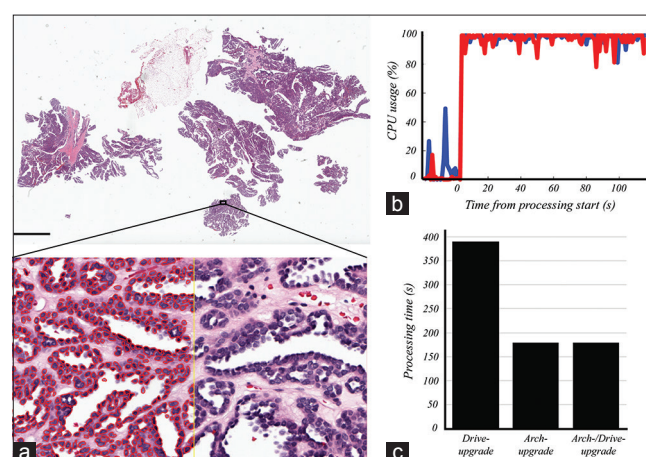 a
100
80
60
40
20
0
CPU usage (%)
0 20 40 60 80 100
Time from processing start (s)
b
400
350
300
250
200
150
100
50
0
Processing time (s)
Drive-
upgrade
Arch-
upgrade
Arch-/Drive-
upgrade
c